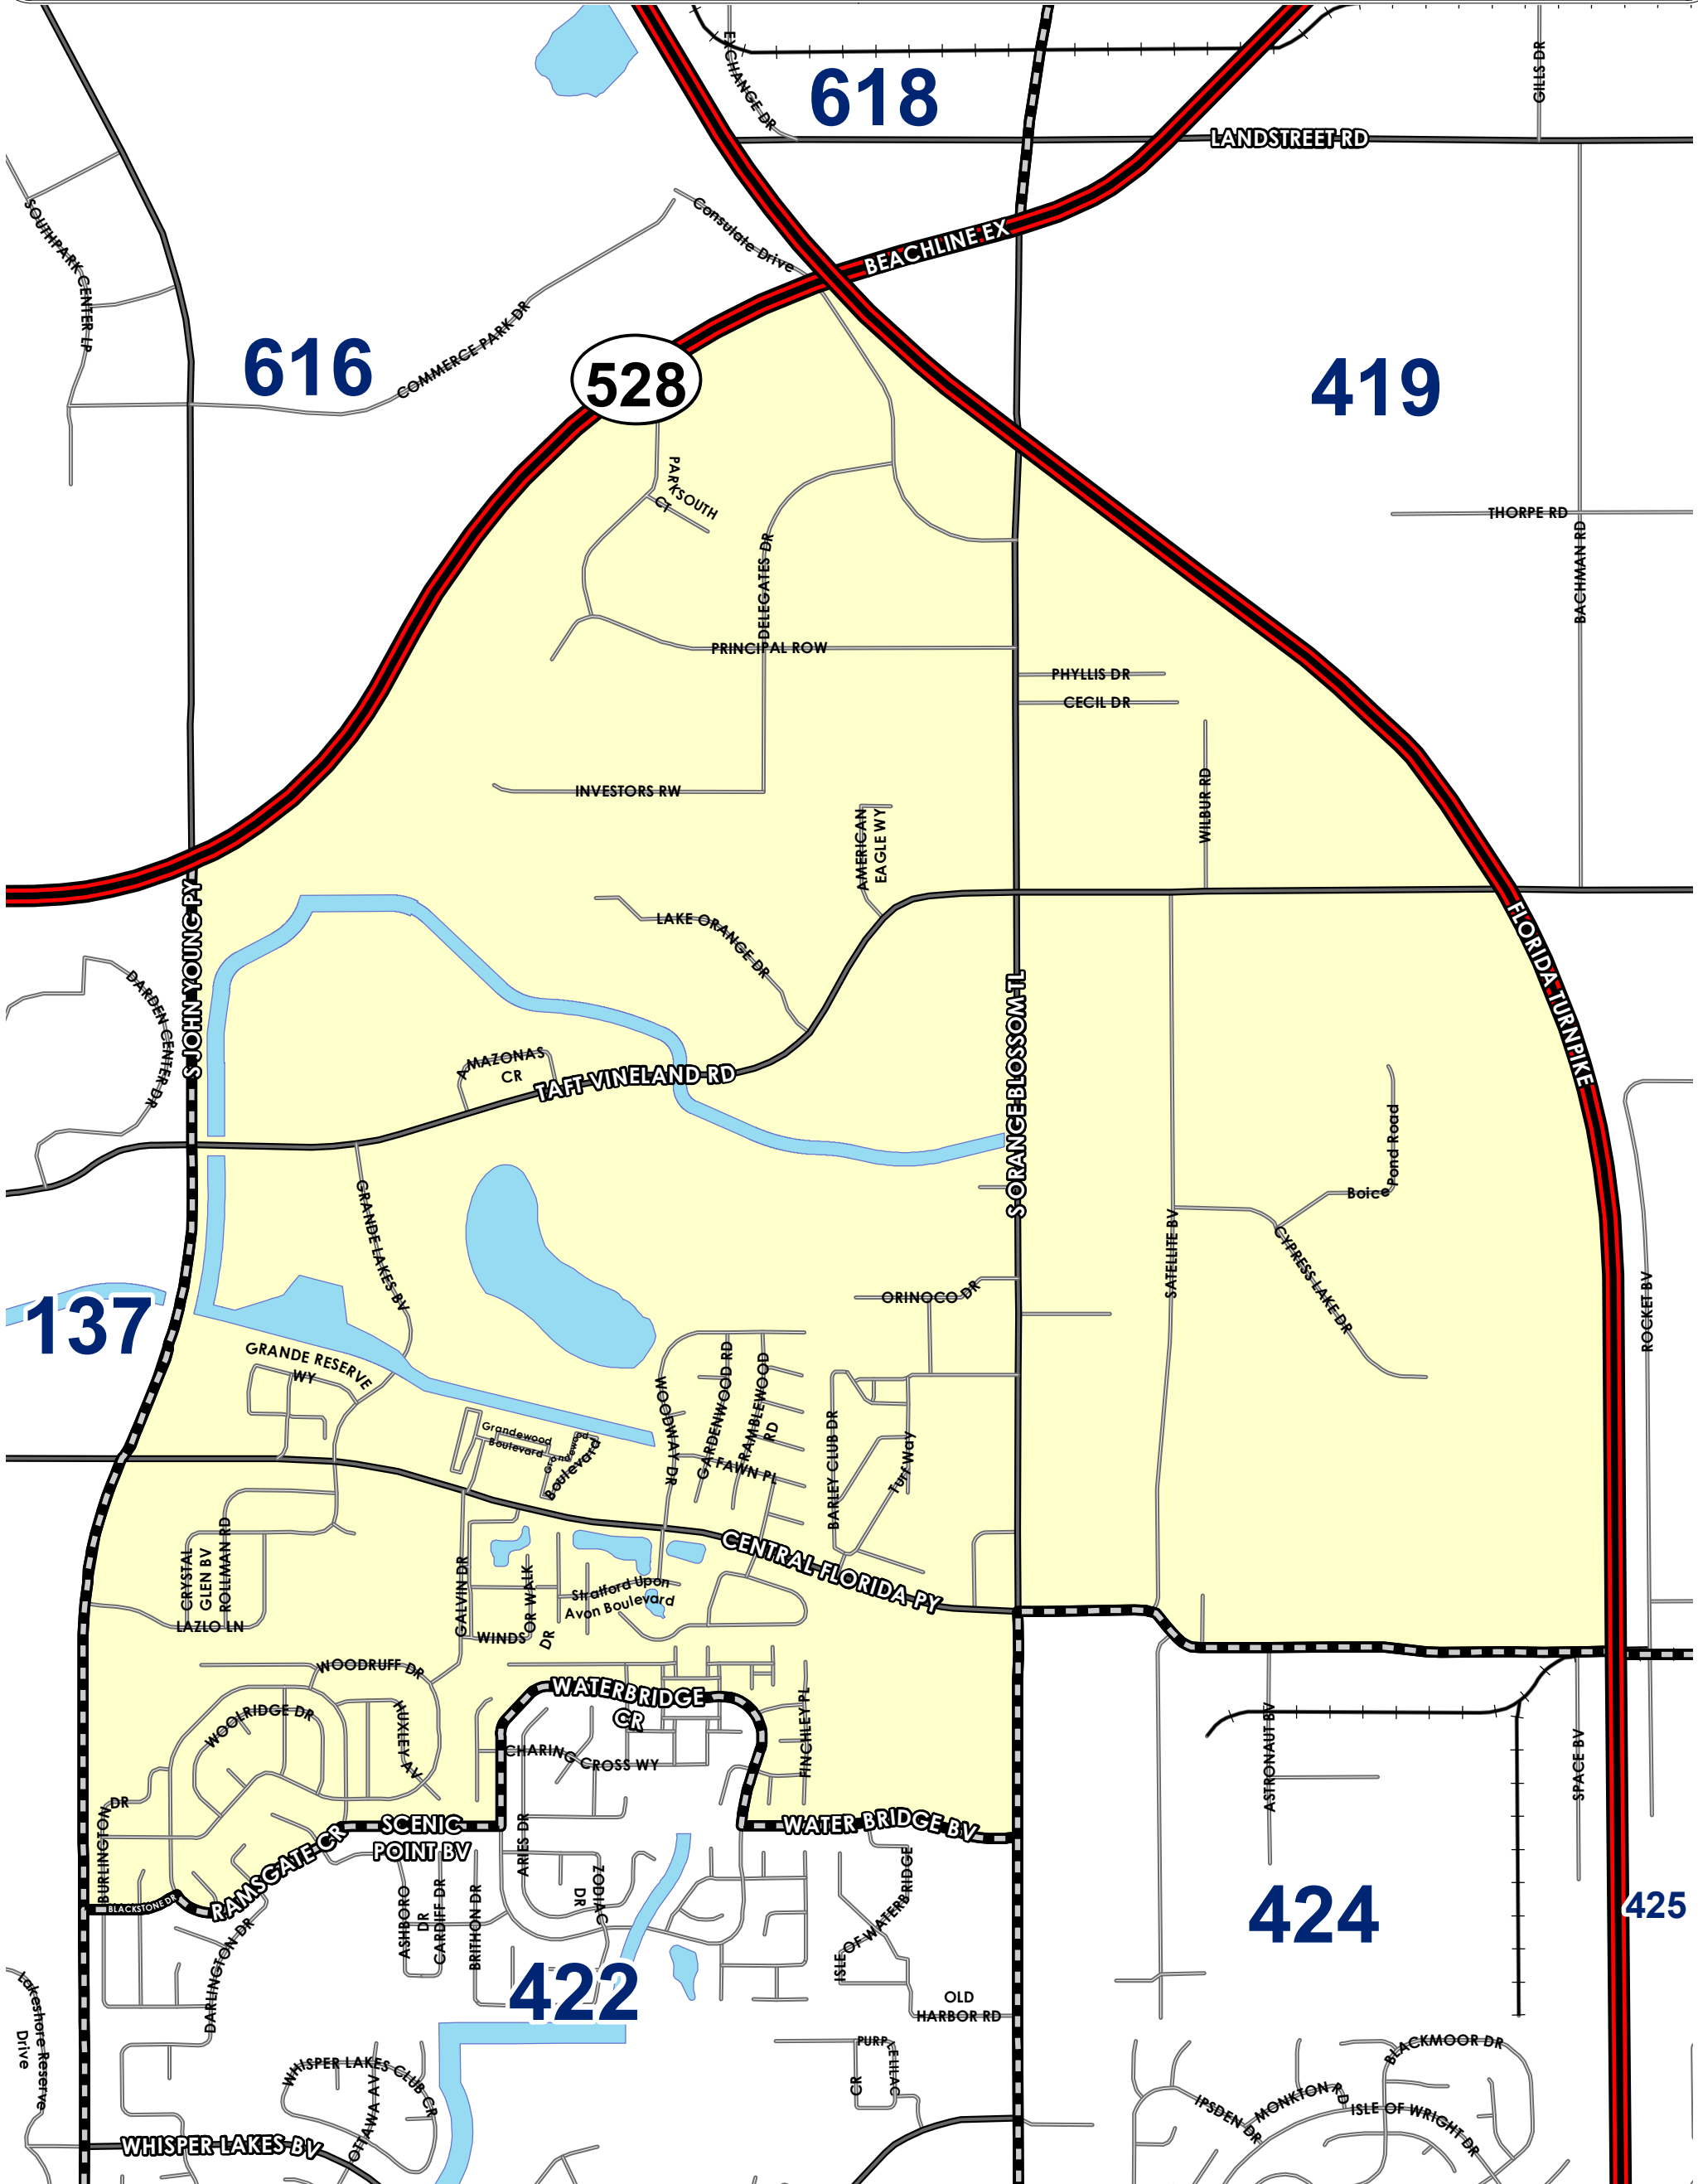 EXCHANGE DR
618
GILLS DR
LANDSTREET RD
SOUTHPARK CENTER LP
Consulate Drive
BEACHLINE EX
616
COMMERCE PARK DR
528
419
PARKSOUTH
CT
THORPE RD
BACHMAN RD
DELEGATES DR
PRINCIPAL ROW
PHYLLIS DR
CECIL DR
INVESTORS RW
WILBUR RD
AMERICAN
EAGLE WY
S JOHN YOUNG PY
LAKE ORANGE DR
FLORIDA TURNPIKE
DARDEN CENTER DR
S ORANGE BLOSSOM TL
AMAZONAS
CR
TAFT VINELAND RD
Boice Pond Road
GRANDE LAKES BV
SATELLITE BV
CYPRESS LAKE DR
ORINOCO DR
ROCKET BV
137
GRANDE RESERVE
WY
WOODWAY DR
GARDENWOOD RD
BRAMBLEWOOD
RD
BARLEY CLUB DR
Turf Way
Grandewood
Boulevard
Grandewood
Boulevard
FAWN PL
CENTRAL FLORIDA PY
CRYSTAL
GLEN BV
ROLLMAN RD
LAZLO LN
GALVIN DR
WINDSOR WALK
DR
Stratford Upon
Avon Boulevard
WOODRUFF DR
WOOLRIDGE DR
HUXLEY AV
WATERBRIDGE
CR
CHARING CROSS WY
FINCHLEY PL
ASTRONAUT BV
SPACE BV
BURLINGTON DR
SCENIC
POINT BV
WATER BRIDGE BV
RAMSGATE CR
BLACKSTONE DR
ARIES DR
ZODIAC
DR
ASHBORO
DR
CARDIFF DR
BRITHON DR
DARLINGTON DR
ISLE OF WATERBRIDGE
424
425
422
OLD
HARBOR RD
Lakeshore Reserve
Drive
PURPLE LILAC
CR
WHISPER LAKES CLUB CR
OTTAWA AV
BLACKMOOR DR
IPSDEN DR
MONKTON RD
ISLE OF WRIGHT DR
WHISPER LAKES BV